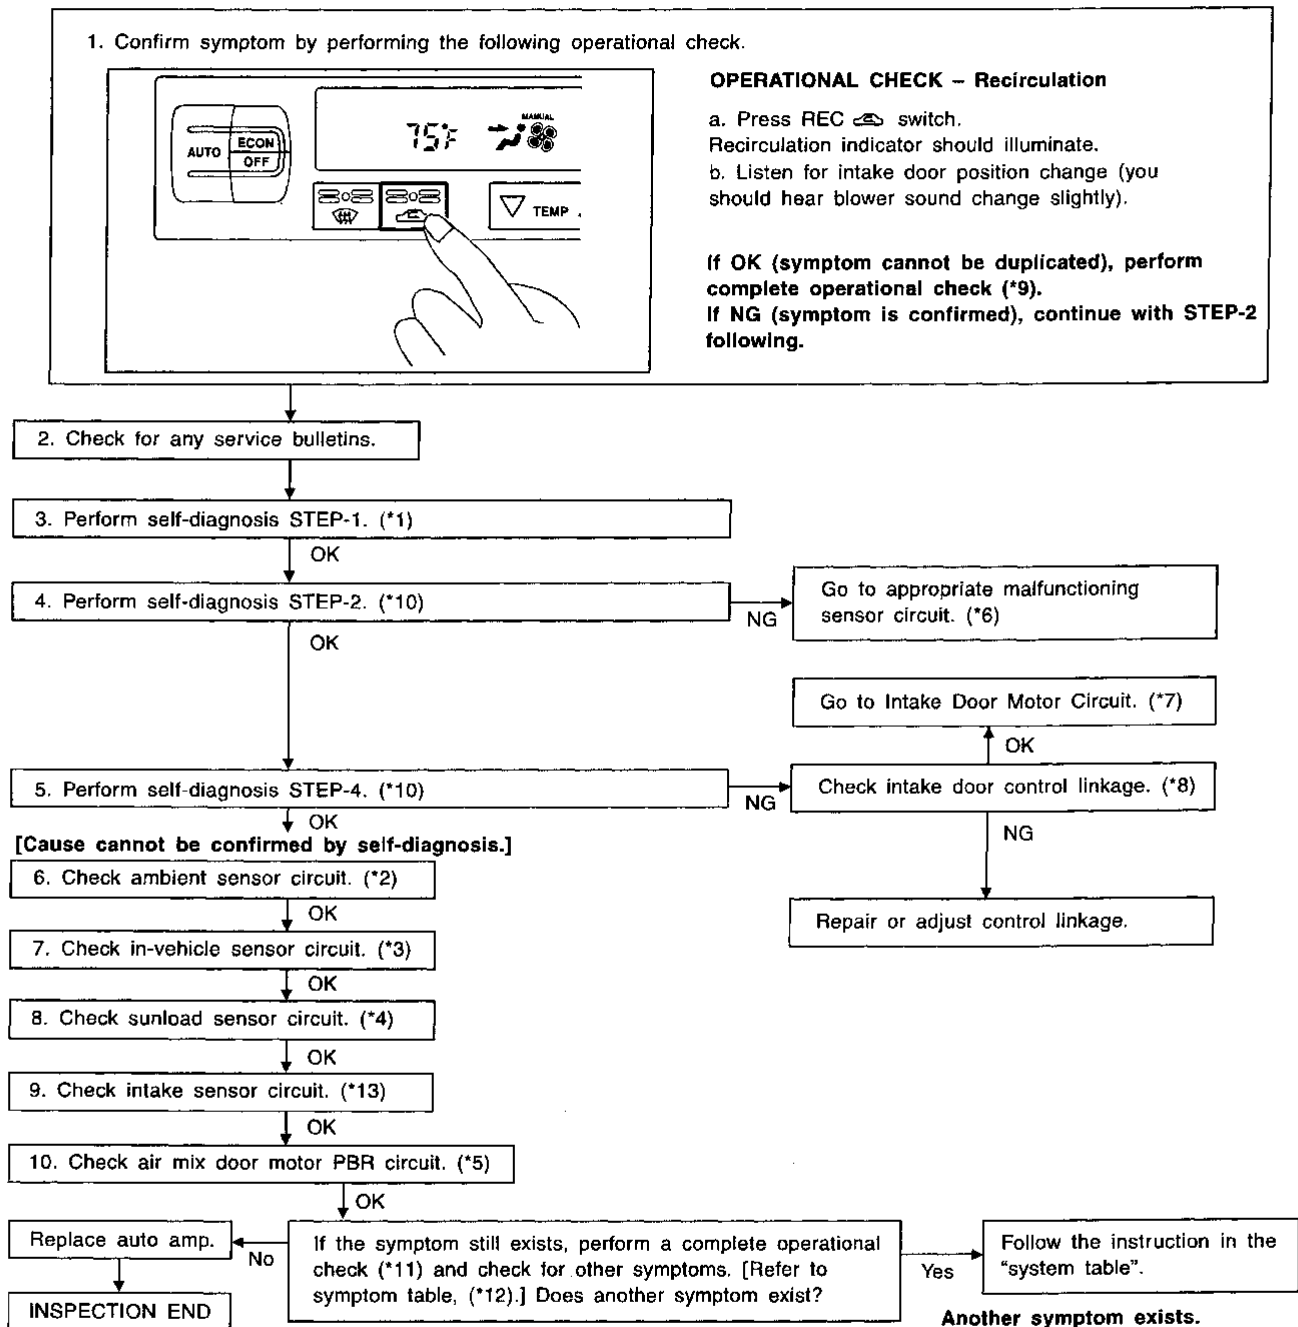 1. Confirm symptom by performing the following operational check.
AUTO
ECON
OFF
75°F
MANUAL
TEMP
OPERATIONAL CHECK – Recirculation
a. Press REC switch.
Recirculation indicator should illuminate.
b. Listen for intake door position change (you
should hear blower sound change slightly).
If OK (symptom cannot be duplicated), perform
complete operational check (*9).
If NG (symptom is confirmed), continue with STEP-2
following.
2. Check for any service bulletins.
3. Perform self-diagnosis STEP-1. (*1)
OK
4. Perform self-diagnosis STEP-2. (*10)
NG
Go to appropriate malfunctioning
sensor circuit. (*6)
OK
Go to Intake Door Motor Circuit. (*7)
OK
5. Perform self-diagnosis STEP-4. (*10)
NG
Check intake door control linkage. (*8)
OK
NG
[Cause cannot be confirmed by self-diagnosis.]
6. Check ambient sensor circuit. (*2)
OK
Repair or adjust control linkage.
7. Check in-vehicle sensor circuit. (*3)
OK
8. Check sunload sensor circuit. (*4)
OK
9. Check intake sensor circuit. (*13)
OK
10. Check air mix door motor PBR circuit. (*5)
OK
Replace auto amp.
No
If the symptom still exists, perform a complete operational
check (*11) and check for other symptoms. [Refer to
symptom table, (*12).] Does another symptom exist?
Yes
Follow the instruction in the
"system table".
INSPECTION END
Another symptom exists.